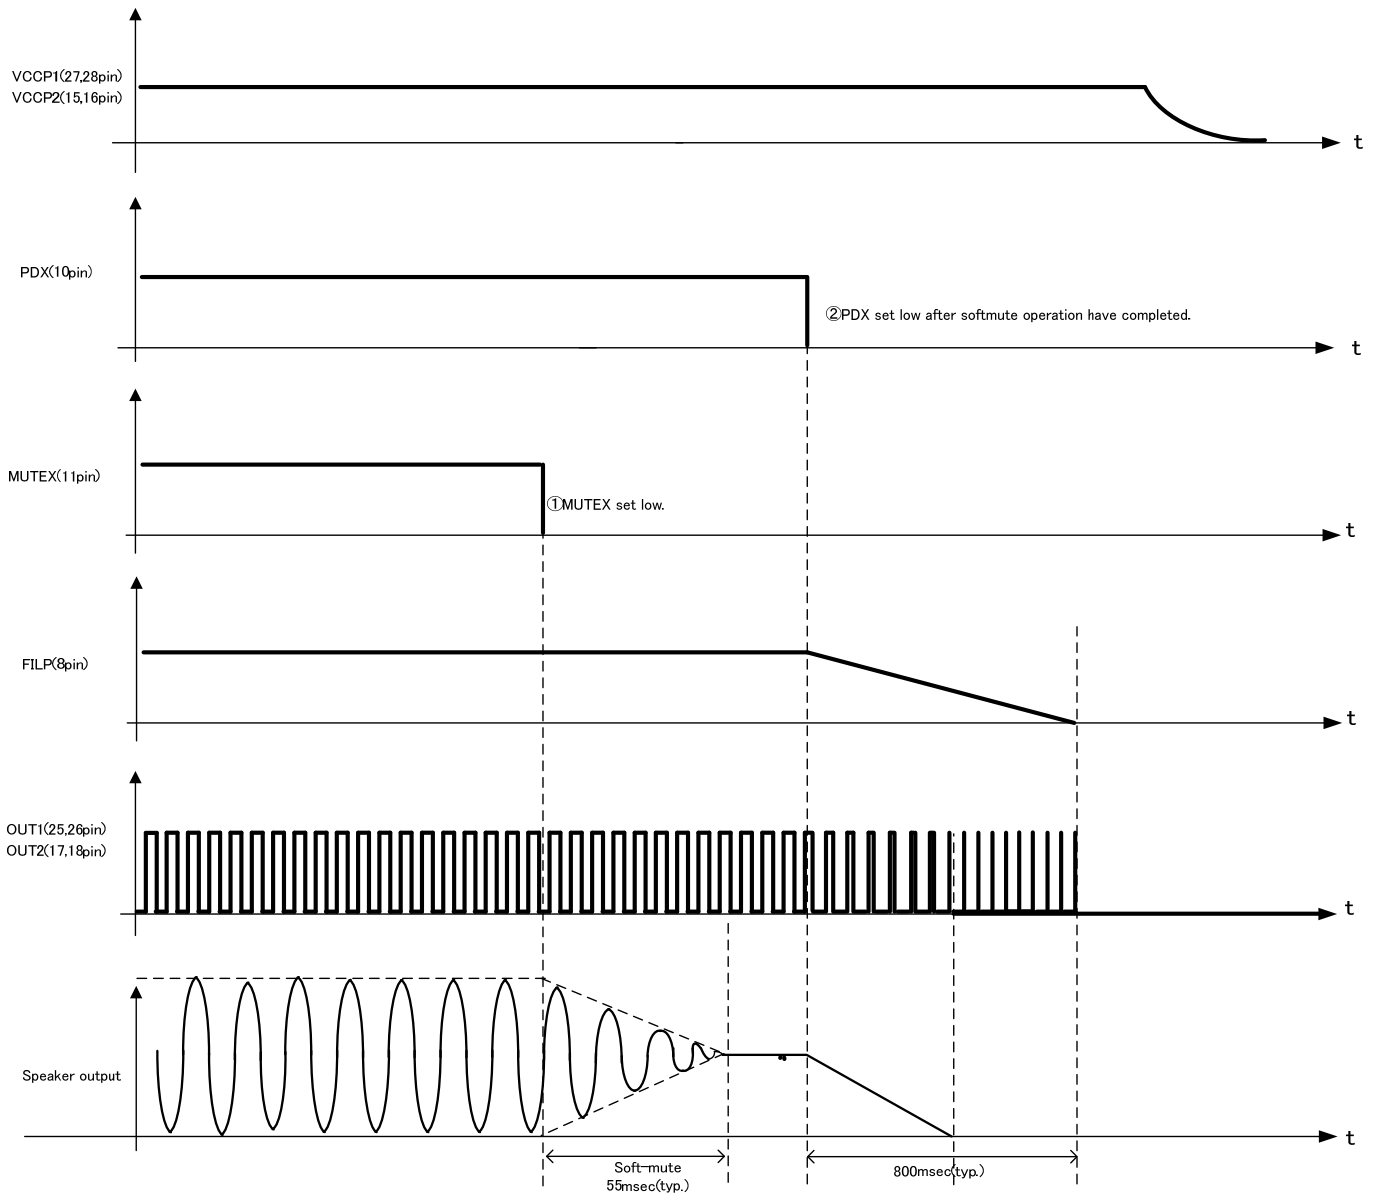 VCCP1(27,28pin)
VCCP2(15,16pin)
t
PDX(10pin)
②PDX set low after softmute operation have completed.
t
MUTEX(11pin)
①MUTEX set low.
t
FILP(8pin)
t
OUT1(25,26pin)
OUT2(17,18pin)
t
Speaker output
t
Soft-mute
55msec(typ.)
800msec(typ.)